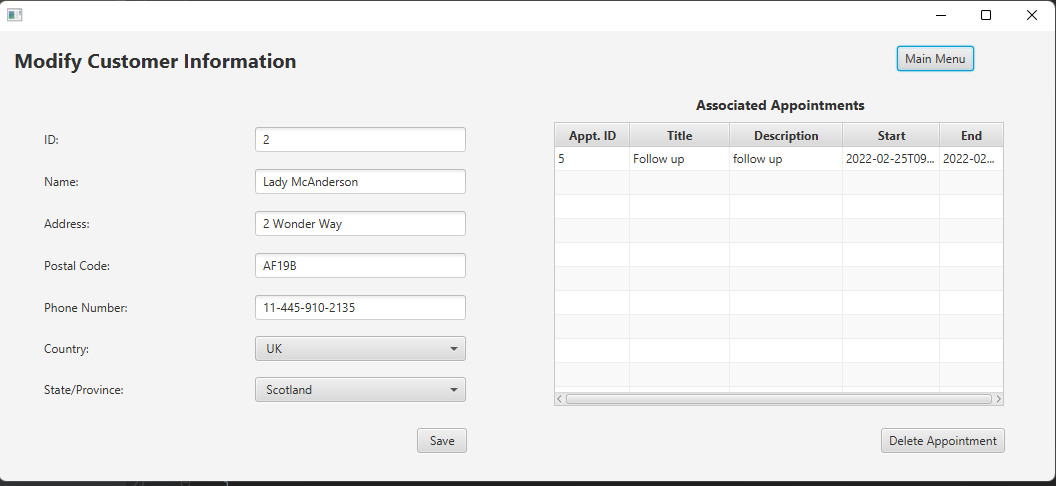 Modify Customer Information
Main Menu
ID: 2
Name: Lady McAnderson
Address: 2 Wonder Way
Postal Code: AF19B
Phone Number: 11-445-910-2135
Country: UK
State/Province: Scotland
Save
Associated Appointments
Appt. ID Title Description Start End
5 Follow up follow up 2022-02-25T09... 2022-02...
Delete Appointment